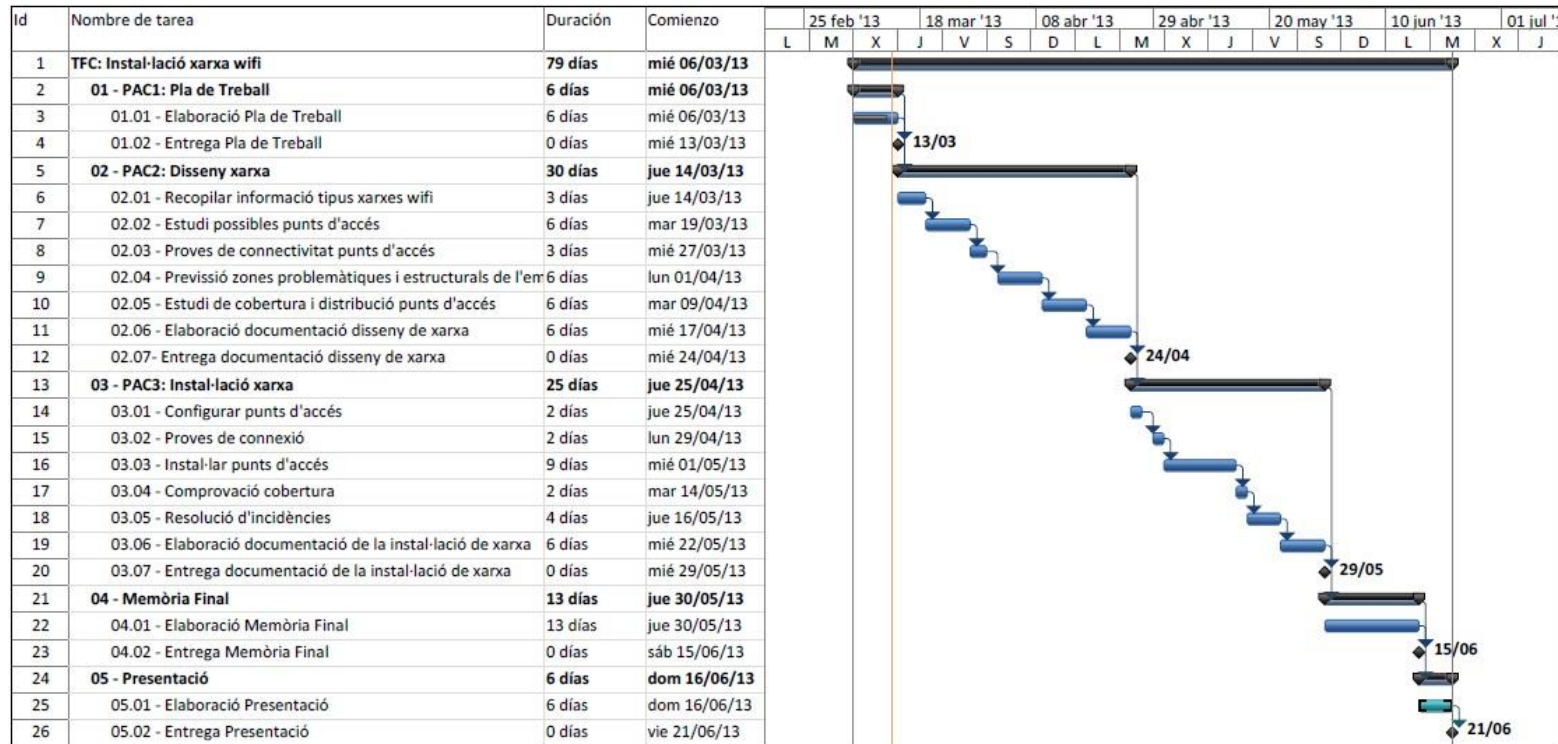 Id Nombre de tarea Duración Comienzo 25 feb '13 18 mar '13 08 abr '13 29 abr '13 20 may '13 10 jun '13 01 jul '1
L M X J V S D L M X J V S D L M X J
1 TFC: Instal·lació xarxa wifi 79 días mié 06/03/13
2 01 - PAC1: Pla de Treball 6 días mié 06/03/13
3 01.01 - Elaboració Pla de Treball 6 días mié 06/03/13
4 01.02 - Entrega Pla de Treball 0 días mié 13/03/13 13/03
5 02 - PAC2: Disseny xarxa 30 días jue 14/03/13
6 02.01 - Recopilar informació tipus xarxes wifi 3 días jue 14/03/13
7 02.02 - Estudi possibles punts d'accés 6 días mar 19/03/13
8 02.03 - Proves de connectivitat punts d'accés 3 días mié 27/03/13
9 02.04 - Previssió zones problemàtiques i estructurals de l'em 6 días lun 01/04/13
10 02.05 - Estudi de cobertura i distribució punts d'accés 6 días mar 09/04/13
11 02.06 - Elaboració documentació disseny de xarxa 6 días mié 17/04/13
12 02.07- Entrega documentació disseny de xarxa 0 días mié 24/04/13 24/04
13 03 - PAC3: Instal·lació xarxa 25 días jue 25/04/13
14 03.01 - Configurar punts d'accés 2 días jue 25/04/13
15 03.02 - Proves de connexió 2 días lun 29/04/13
16 03.03 - Instal·lar punts d'accés 9 días mié 01/05/13
17 03.04 - Comprovació cobertura 2 días mar 14/05/13
18 03.05 - Resolució d'incidències 4 días jue 16/05/13
19 03.06 - Elaboració documentació de la instal·lació de xarxa 6 días mié 22/05/13
20 03.07 - Entrega documentació de la instal·lació de xarxa 0 días mié 29/05/13 29/05
21 04 - Memòria Final 13 días jue 30/05/13
22 04.01 - Elaboració Memòria Final 13 días jue 30/05/13
23 04.02 - Entrega Memòria Final 0 días sáb 15/06/13 15/06
24 05 - Presentació 6 días dom 16/06/13
25 05.01 - Elaboració Presentació 6 días dom 16/06/13
26 05.02 - Entrega Presentació 0 días vie 21/06/13 21/06